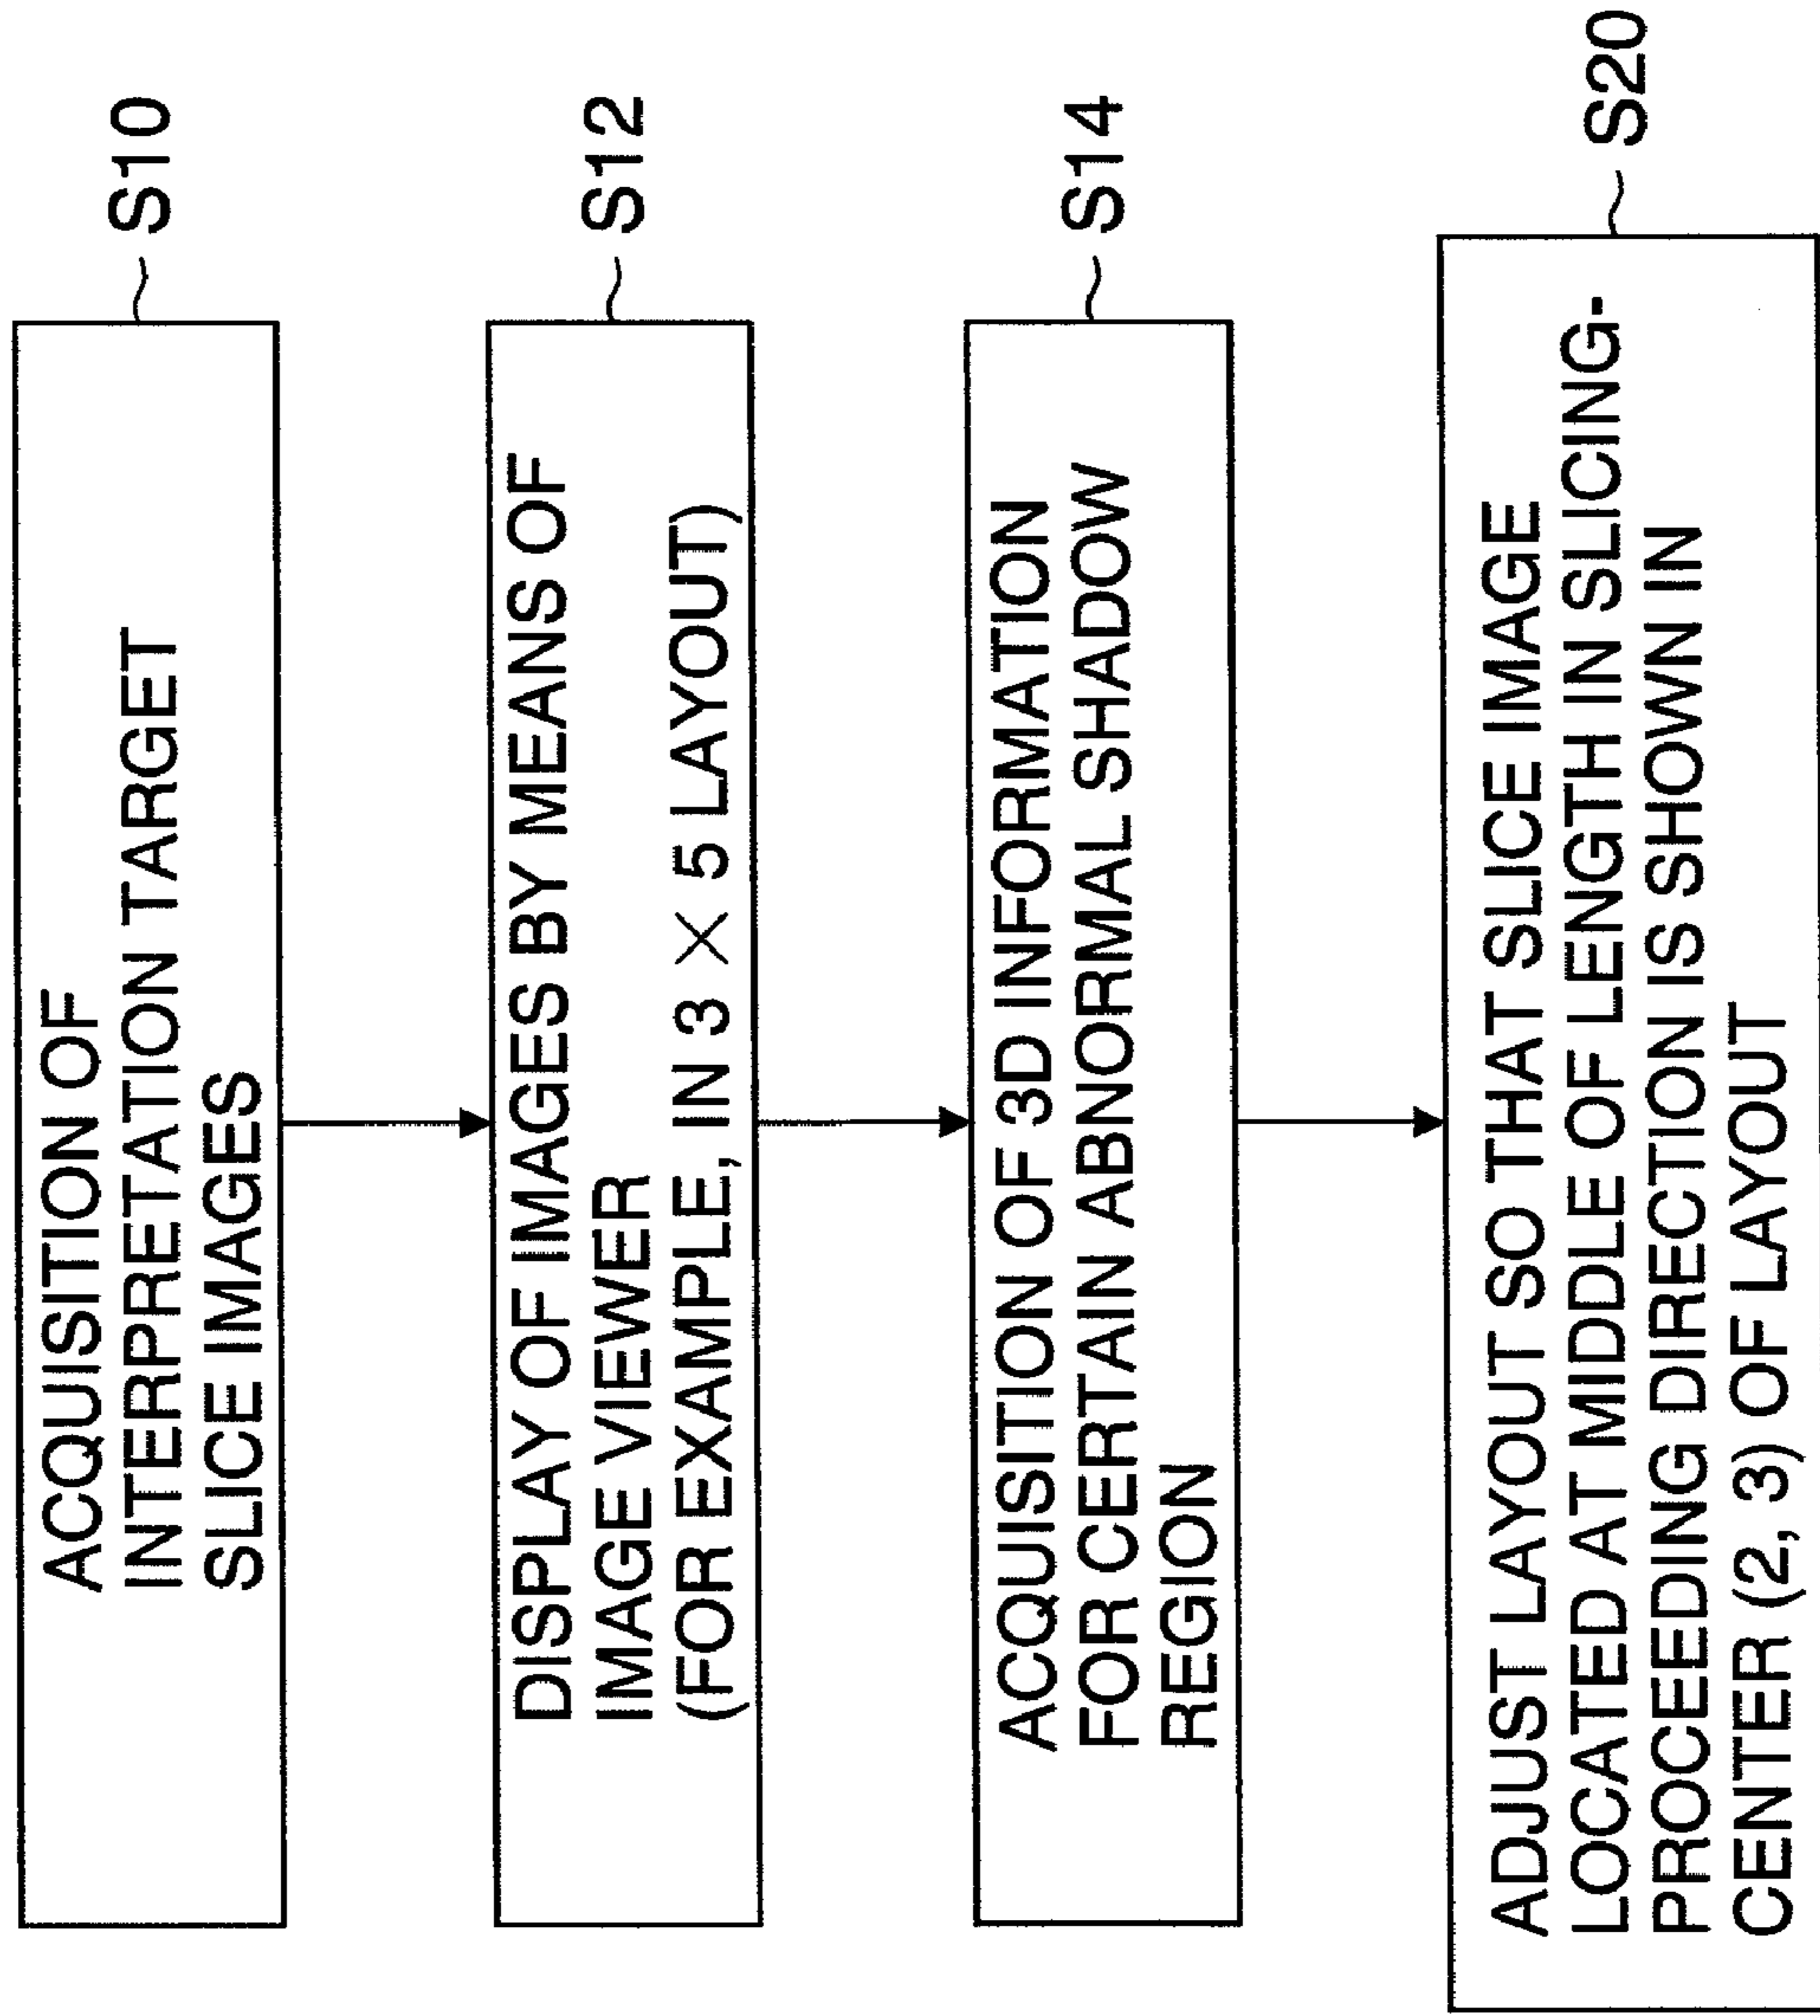 ACQUISITION OF
INTERPRETATION TARGET
SLICE IMAGES
S10
DISPLAY OF IMAGES BY MEANS OF
IMAGE VIEWER
(FOR EXAMPLE, IN 3 × 5 LAYOUT)
S12
ACQUISITION OF 3D INFORMATION
FOR CERTAIN ABNORMAL SHADOW
REGION
S14
ADJUST LAYOUT SO THAT SLICE IMAGE
LOCATED AT MIDDLE OF LENGTH IN SLICING-
PROCEEDING DIRECTION IS SHOWN IN
CENTER (2, 3) OF LAYOUT
S20